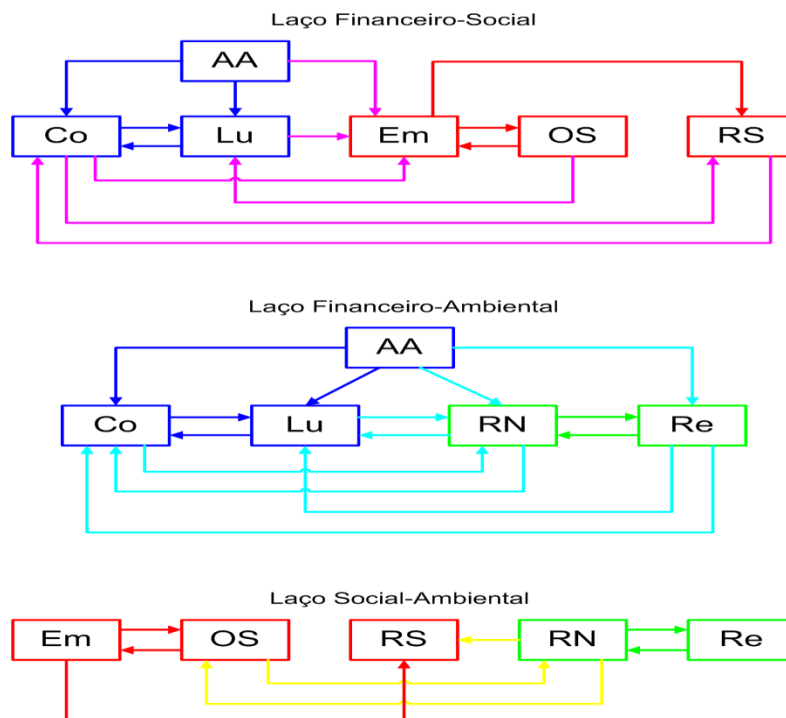 Laço Financeiro-Social
AA
Co Lu Em OS RS
Laço Financeiro-Ambiental
AA
Co Lu RN Re
Laço Social-Ambiental
Em OS RS RN Re